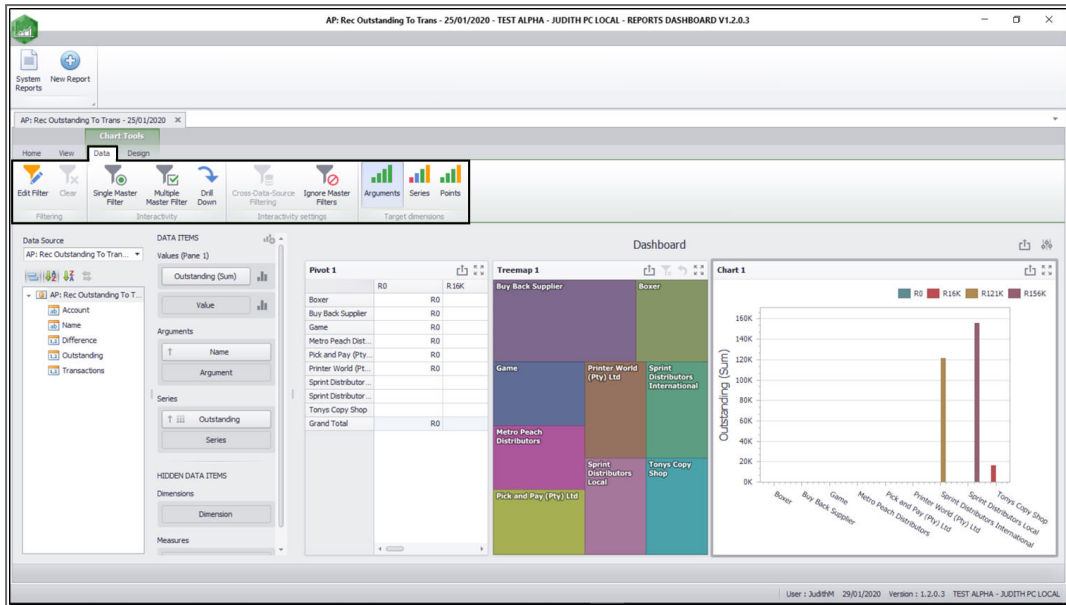 AP: Rec Outstanding To Trans - 25/01/2020 - TEST ALPHA - JUDITH PC LOCAL - REPORTS DASHBOARD V1.2.0.3
System Reports
New Report
AP: Rec Outstanding To Trans - 25/01/2020
Chart Tools
Home View Data Design
Edit Filter
Clear
Single Master Filter
Multiple Master Filter
Drill Down
Cross-Data-Source Filtering
Ignore Master Filters
Arguments
Series
Points
Filtering
Interactivity
Interactivity settings
Target dimensions
Data Source
AP: Rec Outstanding To Tran...
AP: Rec Outstanding To T...
Account
Name
Difference
Outstanding
Transactions
DATA ITEMS
Values (Pane 1)
Outstanding (Sum)
Value
Arguments
Name
Argument
Series
Outstanding
Series
HIDDEN DATA ITEMS
Dimensions
Dimension
Measures
Dashboard
Pivot 1
R0 R16K
Boxer R0
Buy Back Supplier R0
Game R0
Metro Peach Dist... R0
Pick and Pay (Pty... R0
Printer World (Pt... R0
Sprint Distributor...
Sprint Distributor...
Tonys Copy Shop
Grand Total R0
Treemap 1
Buy Back Supplier
Boxer
Game
Printer World (Pty) Ltd
Sprint Distributors International
Metro Peach Distributors
Sprint Distributors Local
Tonys Copy Shop
Pick and Pay (Pty) Ltd
Chart 1
R0 R16K R121K R156K
Outstanding (Sum)
160K
140K
120K
100K
80K
60K
40K
20K
0K
Boxer
Buy Back Supplier
Game
Metro Peach Distributors
Pick and Pay (Pty) Ltd
Printer World (Pty) Ltd
Sprint Distributors International
Sprint Distributors Local
Tonys Copy Shop
User : JudithM 29/01/2020 Version : 1.2.0.3 TEST ALPHA - JUDITH PC LOCAL